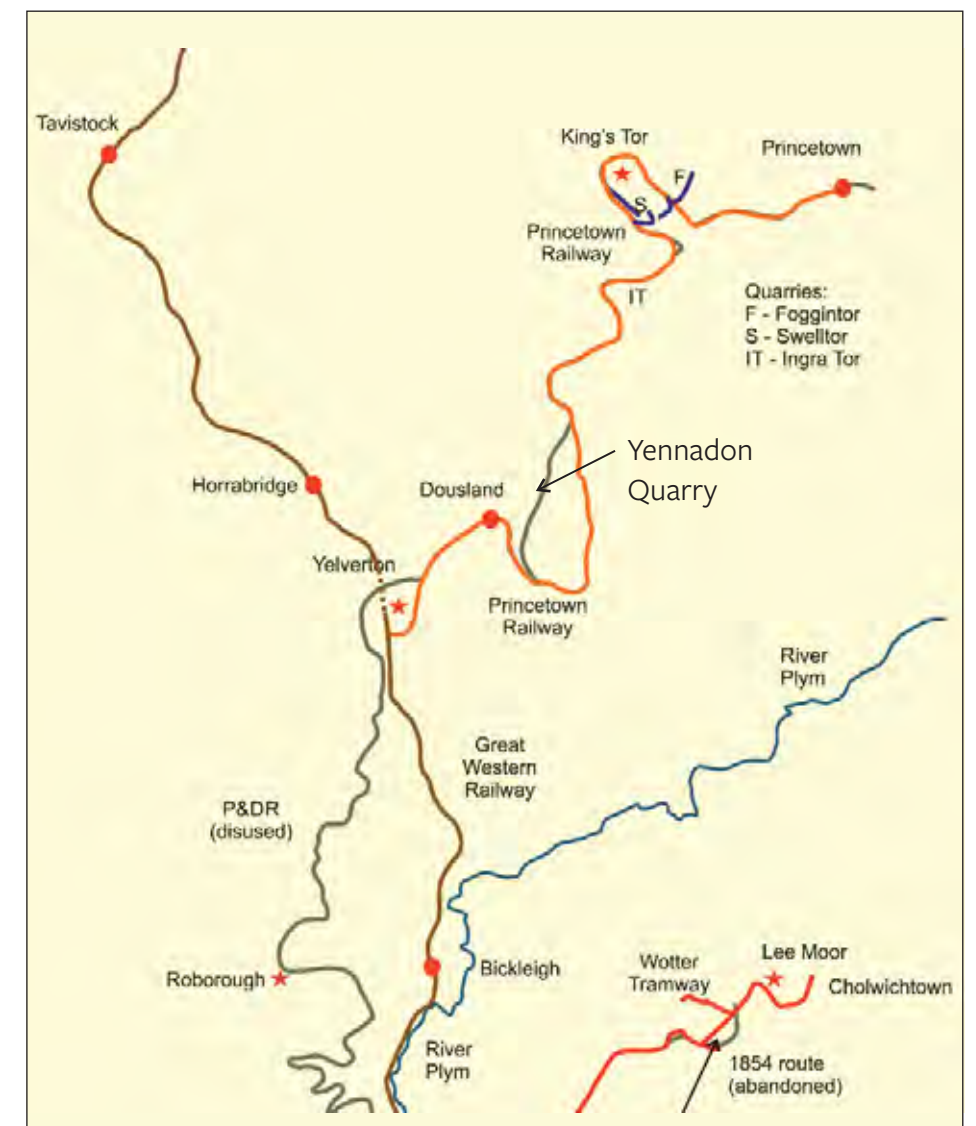 Tavistock
King's Tor
Princetown
F
S
Princetown
Railway
IT
Quarries:
F - Foggintor
S - Swelltor
IT - Ingra Tor
Yennadon
Quarry
Horrabridge
Dousland
Yelverton
Princetown
Railway
River
Plym
Great
Western
Railway
P&DR
(disused)
Roborough
Bickleigh
Wotter
Tramway
Lee Moor
Cholwichtown
River
Plym
1854 route
(abandoned)